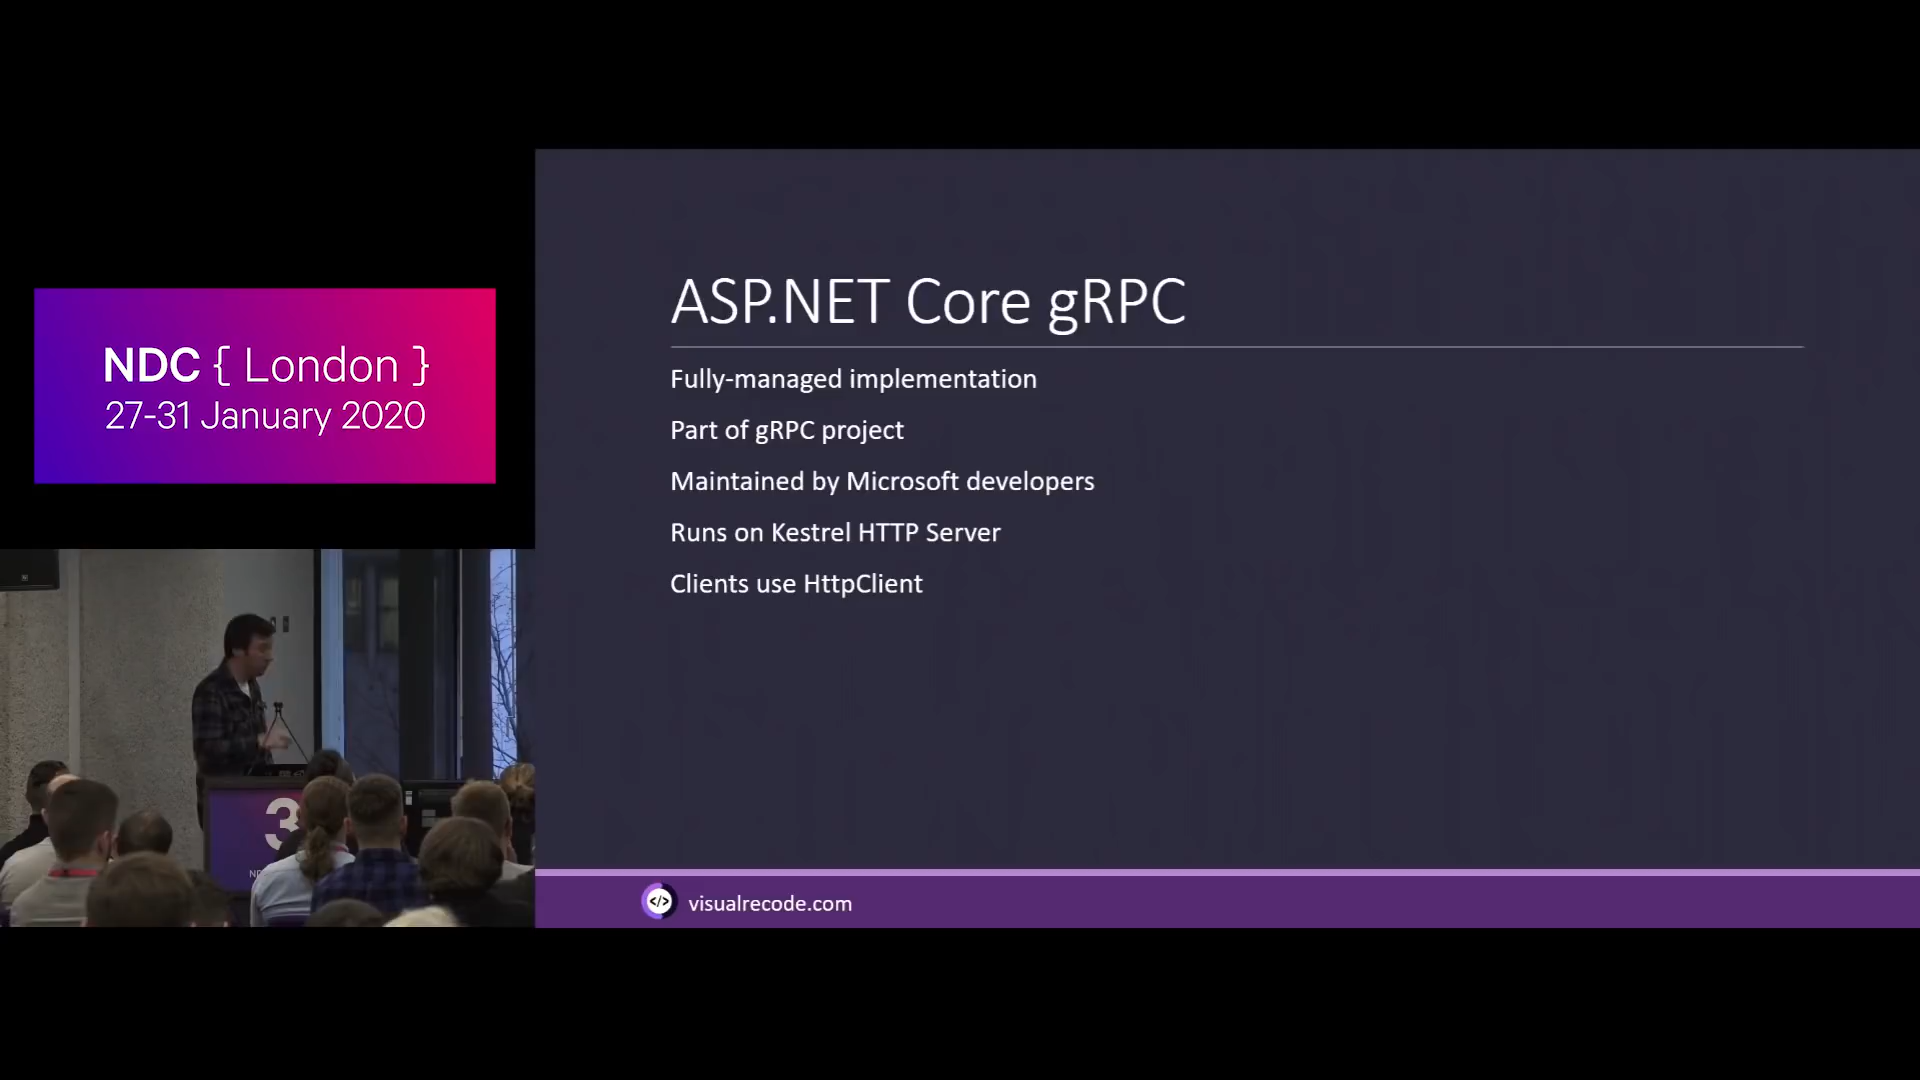 NDC { London }
27-31 January 2020
ASP.NET Core gRPC
Fully-managed implementation
Part of gRPC project
Maintained by Microsoft developers
Runs on Kestrel HTTP Server
Clients use HttpClient
3
visualrecode.com